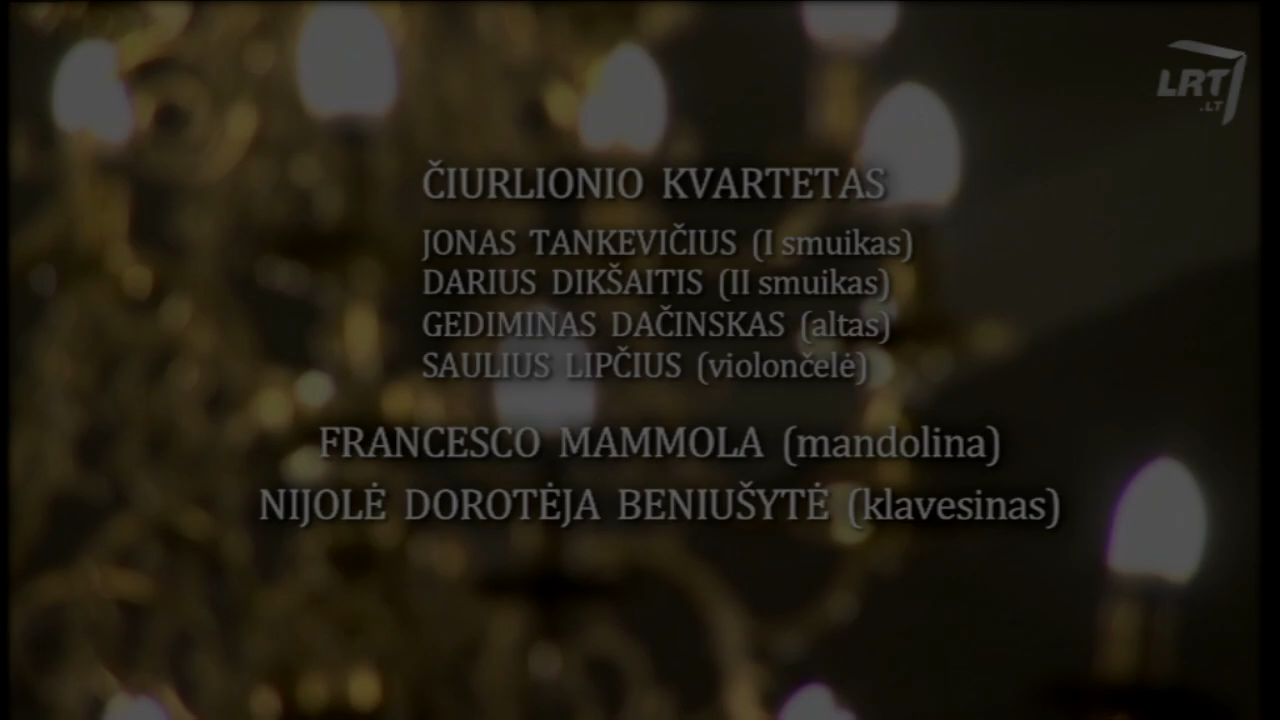 LRT
.LT
ČIURLIONIO KVARTETAS
JONAS TANKEVIČIUS (I smuikas)
DARIUS DIKŠAITIS (II smuikas)
GEDIMINAS DAČINSKAS (altas)
SAULIUS LIPČIUS (violončelė)
FRANCESCO MAMMOLA (mandolina)
NIJOLĖ DOROTĖJA BENIUŠYTĖ (klavesinas)